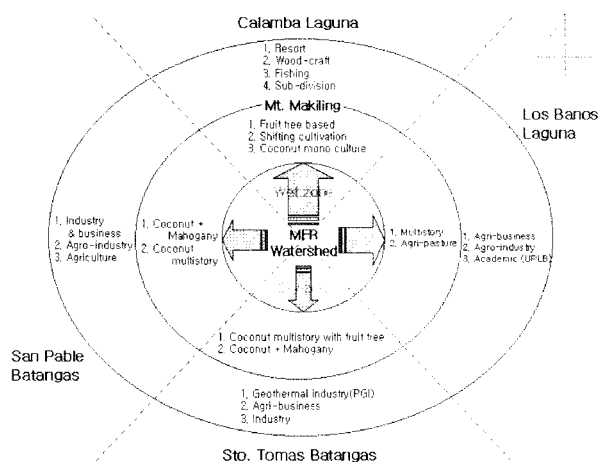 Calamba Laguna
1. Resort
2. Wood-craft
3. Fishing
4. Sub-division
Los Banos
Laguna
Mt. Makiling
1. Fruit tree based
2. Shifting cultivation
3. Coconut mono culture
wet zone
1. Industry
& business
2. Agro-industry
3. Agriculture
1. Coconut +
Mahogany
2. Coconut
multistory
MFR
Watershed
1. Multistory
2. Agri-pasture
1. Agri-business
2. Agro-industry
3. Academic (UPLB)
1. Coconut multistory with fruit tree
2. Coconut + Mahogany
San Pable
Batangas
1. Geothermal industry(PGI)
2. Agri-business
3. Industry
Sto. Tomas Batangas